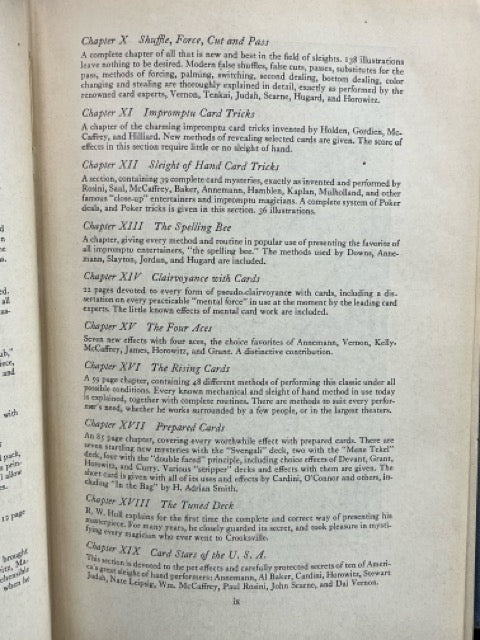 Chapter X Shuffle, Force, Cut and Pass
A complete chapter of all that is new and best in the field of sleights. 138 illustrations
leave nothing to be desired. Modern false shuffles, false cuts, passes, substitutes for the
pass, methods of forcing, palming, switching, second dealing, bottom dealing, color
changing and stealing are thoroughly explained in detail, exactly as performed by the
renowned card experts, Vernon, Tenkai, Judah, Searne, Hugard, and Horowitz.
Chapter XI Impromptu Card Tricks
A chapter of the charming impromptu card tricks invented by Holden, Gordien, Mc-
Caffrey, and Hilliard. New methods of revealing selected cards are given. The score of
effects in this section require little or no sleight of hand.
Chapter XII Sleight of Hand Card Tricks
A section, containing 39 complete card mysteries, exactly as invented and performed by
Rosini, Saal, McCaffrey, Baker, Annemann, Hamblen, Kaplan, Mulholland, and other
famous "close-up" entertainers and impromptu magicians. A complete system of Poker
deals, and Poker tricks is given in this section. 36 illustrations.
Chapter XIII The Spelling Bee
A chapter, giving every method and routine in popular use of presenting the favorite of
all impromptu entertainers, "the spelling bee." The methods used by Downs, Anne-
mann, Slayton, Jordan, and Hugard are included.
Chapter XIV Clairvoyance with Cards
22 pages devoted to every form of pseudo-clairvoyance with cards, including a dis-
sertation on every practicable "mental force" in use at the moment by the leading card
experts. The little known effects of mental card work are included.
Chapter XV The Four Aces
Seven new effects with four aces, the choice favorites of Annemann, Vernon, Kelly,
McCaffrey, James, Horowitz, and Grant. A distinctive contribution.
Chapter XVI The Rising Cards
A 59 page chapter, containing 48 different methods of performing this classic under all
possible conditions. Every known mechanical and sleight of hand method in use today
is explained, together with complete routines. There are methods to suit every perfor-
mer's need, whether he works surrounded by a few people, or in the largest theaters.
Chapter XVII Prepared Cards
An 85 page chapter, covering every worthwhile effect with prepared cards. There are
seven startling new mysteries with the "Svengali" deck, two with the "Mene Tekel"
deck, four with the "double faced" principle, including choice effects of Devant, Grant,
Horowitz, and Curry. Various "stripper" decks and effects with them are given. The
short card is given with all of its uses and effects by Cardini, O'Connor and others, in-
cluding "In the Bag" by H. Adrian Smith.
Chapter XVIII The Tuned Deck
R. W. Hull explains for the first time the complete and correct way of presenting his
masterpiece. For many years, he closely guarded its secret, and took pleasure in mysti-
fying every magician who ever went to Crooksville.
Chapter XIX Card Stars of the U. S. A.
This section is devoted to the pet effects and carefully protected secrets of ten of Ameri-
ca's great sleight of hand performers: Annemann, Al Baker, Cardini, Horowitz, Stewart
Judah, Nate Leipsig, Wm. McCaffrey, Paul Rosini, John Searne, and Dai Vernon.
ix
with
12 page
brought
when he